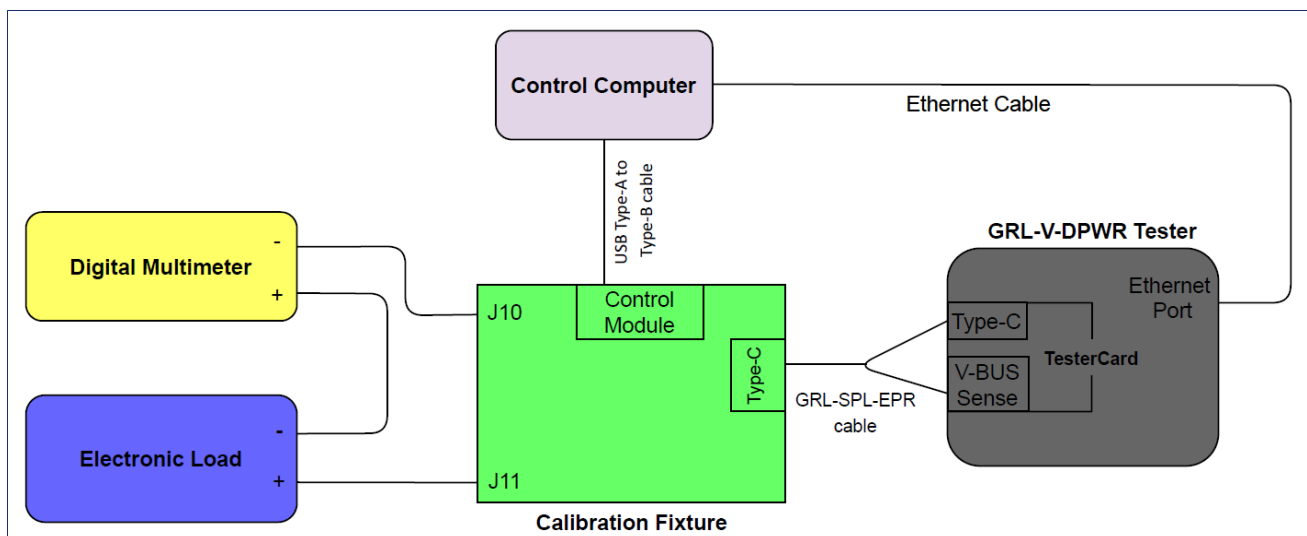 Control Computer
Ethernet Cable
USB Type-A to
Type-B cable
GRL-V-DPWR Tester
-
Digital Multimeter
+
J10
Control
Module
Ethernet
Port
Type-C
Type-C
TesterCard
V-BUS
Sense
GRL-SPL-EPR
cable
-
Electronic Load
+
J11
Calibration Fixture